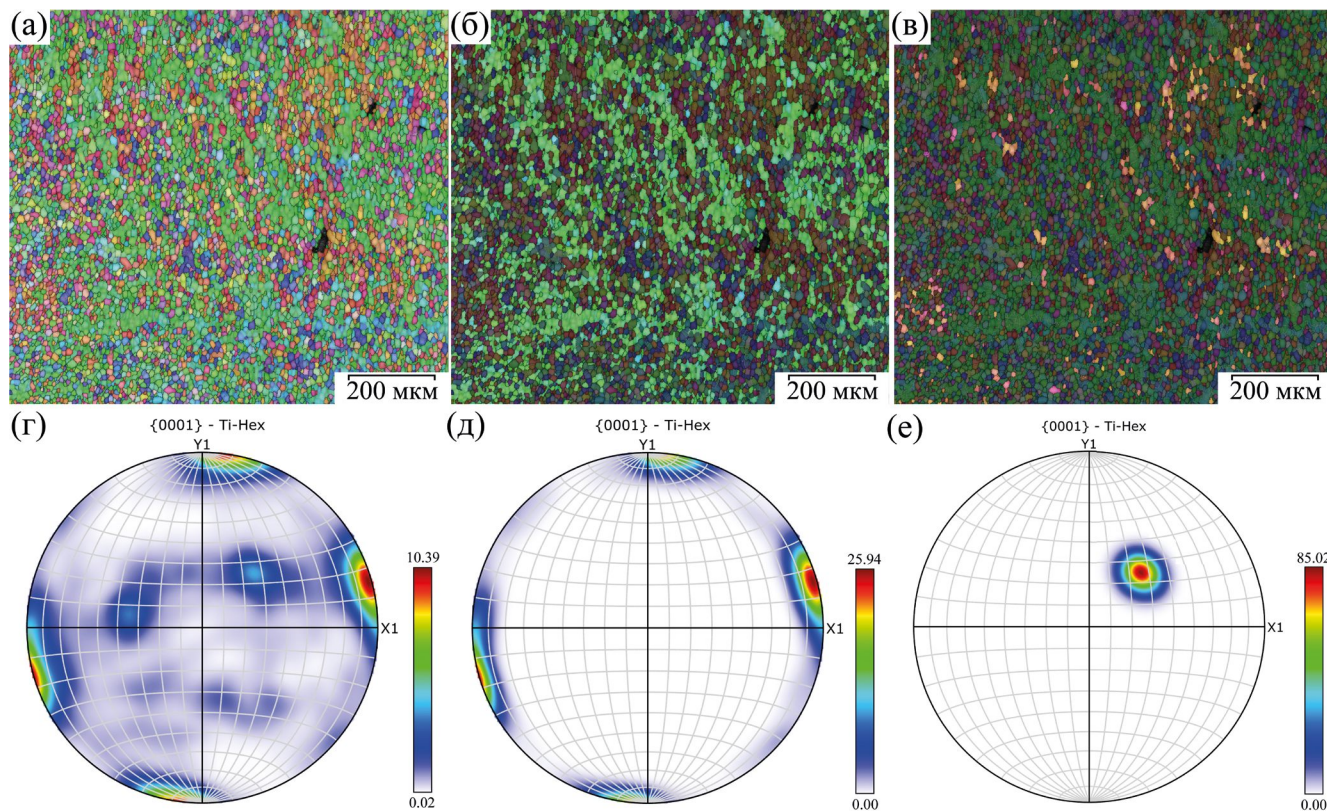 (а)
(б)
(в)
200 мкм
200 мкм
200 мкм
(г)
{0001} - Ti-Hex
Y1
X1
10.39
0.02
(д)
{0001} - Ti-Hex
Y1
X1
25.94
0.00
(е)
{0001} - Ti-Hex
Y1
X1
85.02
0.00